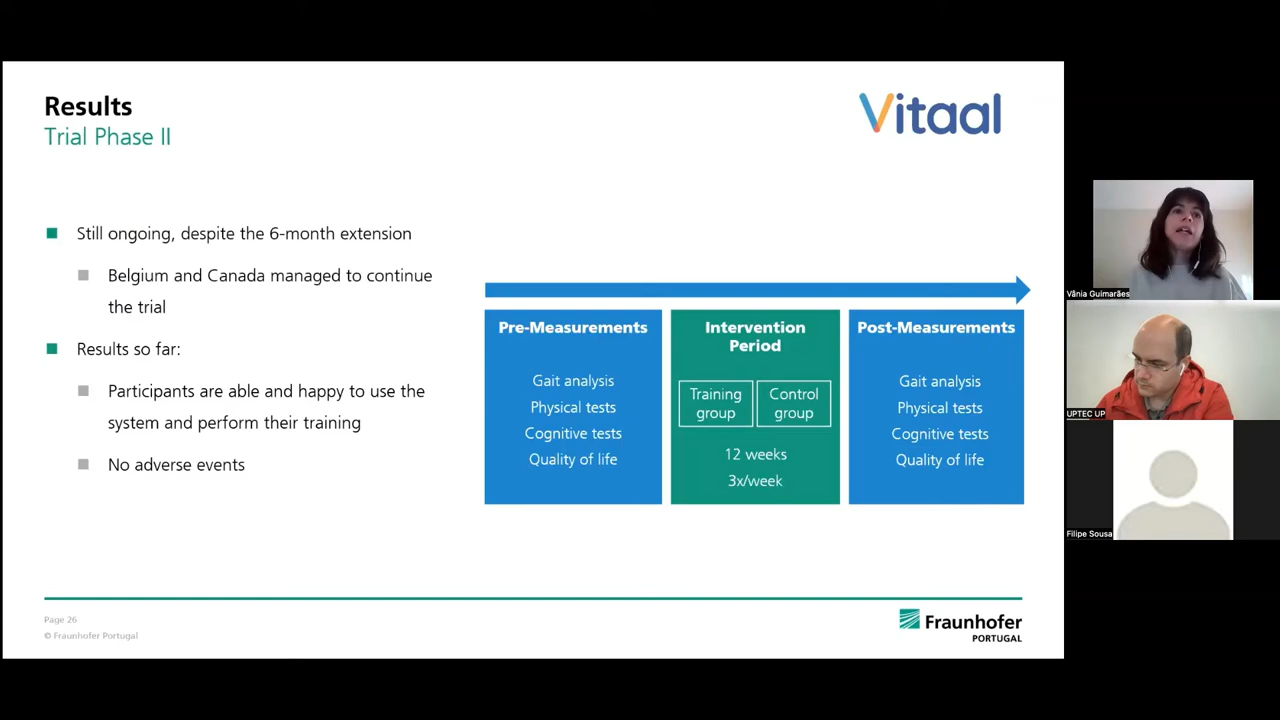 Results
Trial Phase II
Vitaal
Still ongoing, despite the 6-month extension
Belgium and Canada managed to continue
the trial
Results so far:
Participants are able and happy to use the
system and perform their training
No adverse events
Pre-Measurements
Gait analysis
Physical tests
Cognitive tests
Quality of life
Intervention
Period
Training
group
Control
group
12 weeks
3x/week
Post-Measurements
Gait analysis
Physical tests
Cognitive tests
Quality of life
Page 26
© Fraunhofer Portugal
Fraunhofer
PORTUGAL
Vânia Guimarães
UPTEC UP
Filipe Sousa